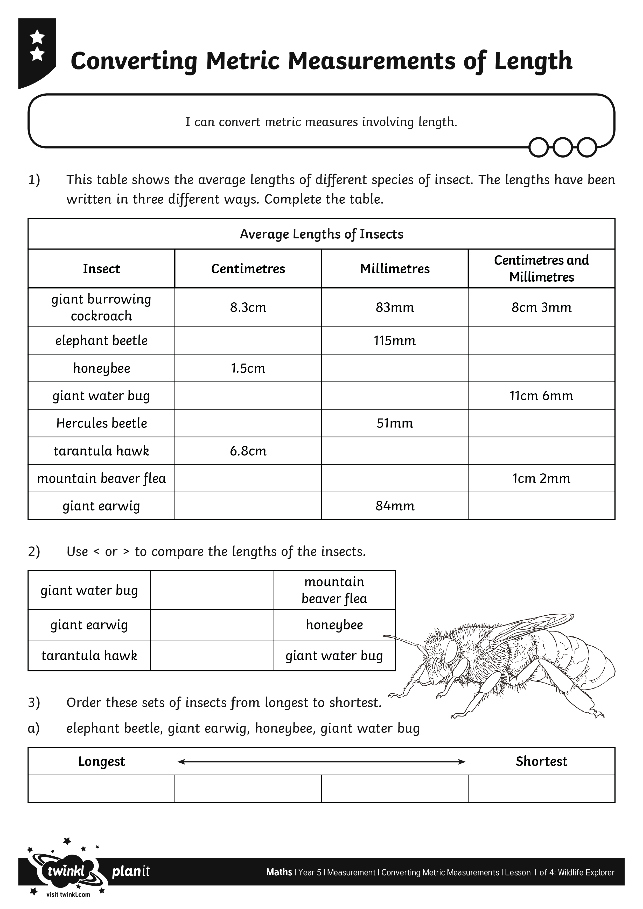 Converting Metric Measurements of Length
I can convert metric measures involving length.
1) This table shows the average lengths of different species of insect. The lengths have been
written in three different ways. Complete the table.
Average Lengths of Insects
Insect Centimetres Millimetres Centimetres and Millimetres
giant burrowing cockroach 8.3cm 83mm 8cm 3mm
elephant beetle 115mm
honeybee 1.5cm
giant water bug 11cm 6mm
Hercules beetle 51mm
tarantula hawk 6.8cm
mountain beaver flea 1cm 2mm
giant earwig 84mm
2) Use < or > to compare the lengths of the insects.
giant water bug mountain beaver flea
giant earwig honeybee
tarantula hawk giant water bug
3) Order these sets of insects from longest to shortest.
a) elephant beetle, giant earwig, honeybee, giant water bug
Longest Shortest
twinkl planit
visit twinkl.com
Maths | Year 5 | Measurement | Converting Metric Measurements | Lesson 1 of 4: Wildlife Explorer